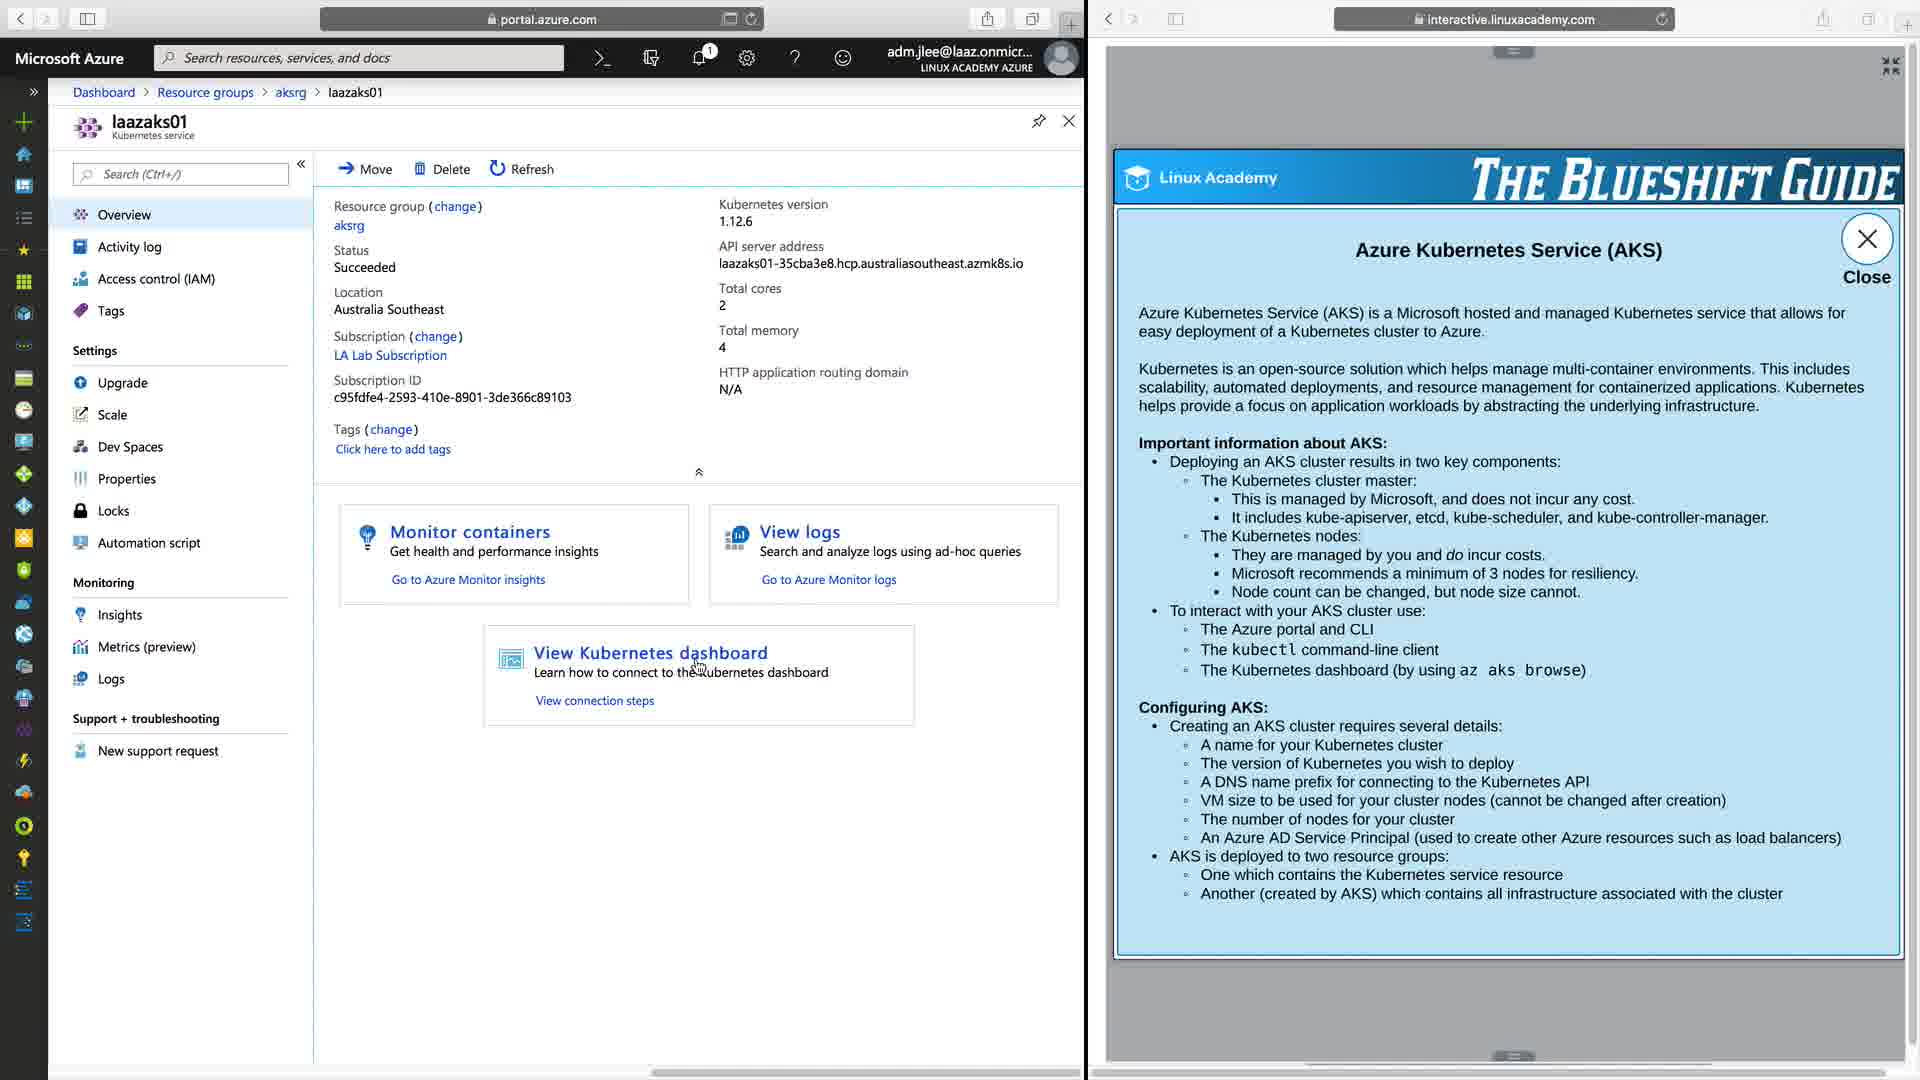 portal.azure.com
Microsoft Azure
Search resources, services, and docs
1
adm.jlee@laaz.onmicr...
LINUX ACADEMY AZURE
Dashboard > Resource groups > aksrg > laazaks01
laazaks01
Kubernetes service
Search (Ctrl+/)
Overview
Activity log
Access control (IAM)
Tags
Settings
Upgrade
Scale
Dev Spaces
Properties
Locks
Automation script
Monitoring
Insights
Metrics (preview)
Logs
Support + troubleshooting
New support request
Move
Delete
Refresh
Resource group (change)
aksrg
Status
Succeeded
Location
Australia Southeast
Subscription (change)
LA Lab Subscription
Subscription ID
c95fdfe4-2593-410e-8901-3de366c89103
Tags (change)
Click here to add tags
Kubernetes version
1.12.6
API server address
laazaks01-35cba3e8.hcp.australiasoutheast.azmk8s.io
Total cores
2
Total memory
4
HTTP application routing domain
N/A
Monitor containers
Get health and performance insights
Go to Azure Monitor insights
View logs
Search and analyze logs using ad-hoc queries
Go to Azure Monitor logs
View Kubernetes dashboard
Learn how to connect to the Kubernetes dashboard
View connection steps
interactive.linuxacademy.com
Linux Academy
THE BLUESHIFT GUIDE
Azure Kubernetes Service (AKS)
Close
Azure Kubernetes Service (AKS) is a Microsoft hosted and managed Kubernetes service that allows for
easy deployment of a Kubernetes cluster to Azure.
Kubernetes is an open-source solution which helps manage multi-container environments. This includes
scalability, automated deployments, and resource management for containerized applications. Kubernetes
helps provide a focus on application workloads by abstracting the underlying infrastructure.
Important information about AKS:
• Deploying an AKS cluster results in two key components:
◦ The Kubernetes cluster master:
▪ This is managed by Microsoft, and does not incur any cost.
▪ It includes kube-apiserver, etcd, kube-scheduler, and kube-controller-manager.
◦ The Kubernetes nodes:
▪ They are managed by you and do incur costs.
▪ Microsoft recommends a minimum of 3 nodes for resiliency.
▪ Node count can be changed, but node size cannot.
• To interact with your AKS cluster use:
◦ The Azure portal and CLI
◦ The kubectl command-line client
◦ The Kubernetes dashboard (by using az aks browse)
Configuring AKS:
• Creating an AKS cluster requires several details:
◦ A name for your Kubernetes cluster
◦ The version of Kubernetes you wish to deploy
◦ A DNS name prefix for connecting to the Kubernetes API
◦ VM size to be used for your cluster nodes (cannot be changed after creation)
◦ The number of nodes for your cluster
◦ An Azure AD Service Principal (used to create other Azure resources such as load balancers)
• AKS is deployed to two resource groups:
◦ One which contains the Kubernetes service resource
◦ Another (created by AKS) which contains all infrastructure associated with the cluster